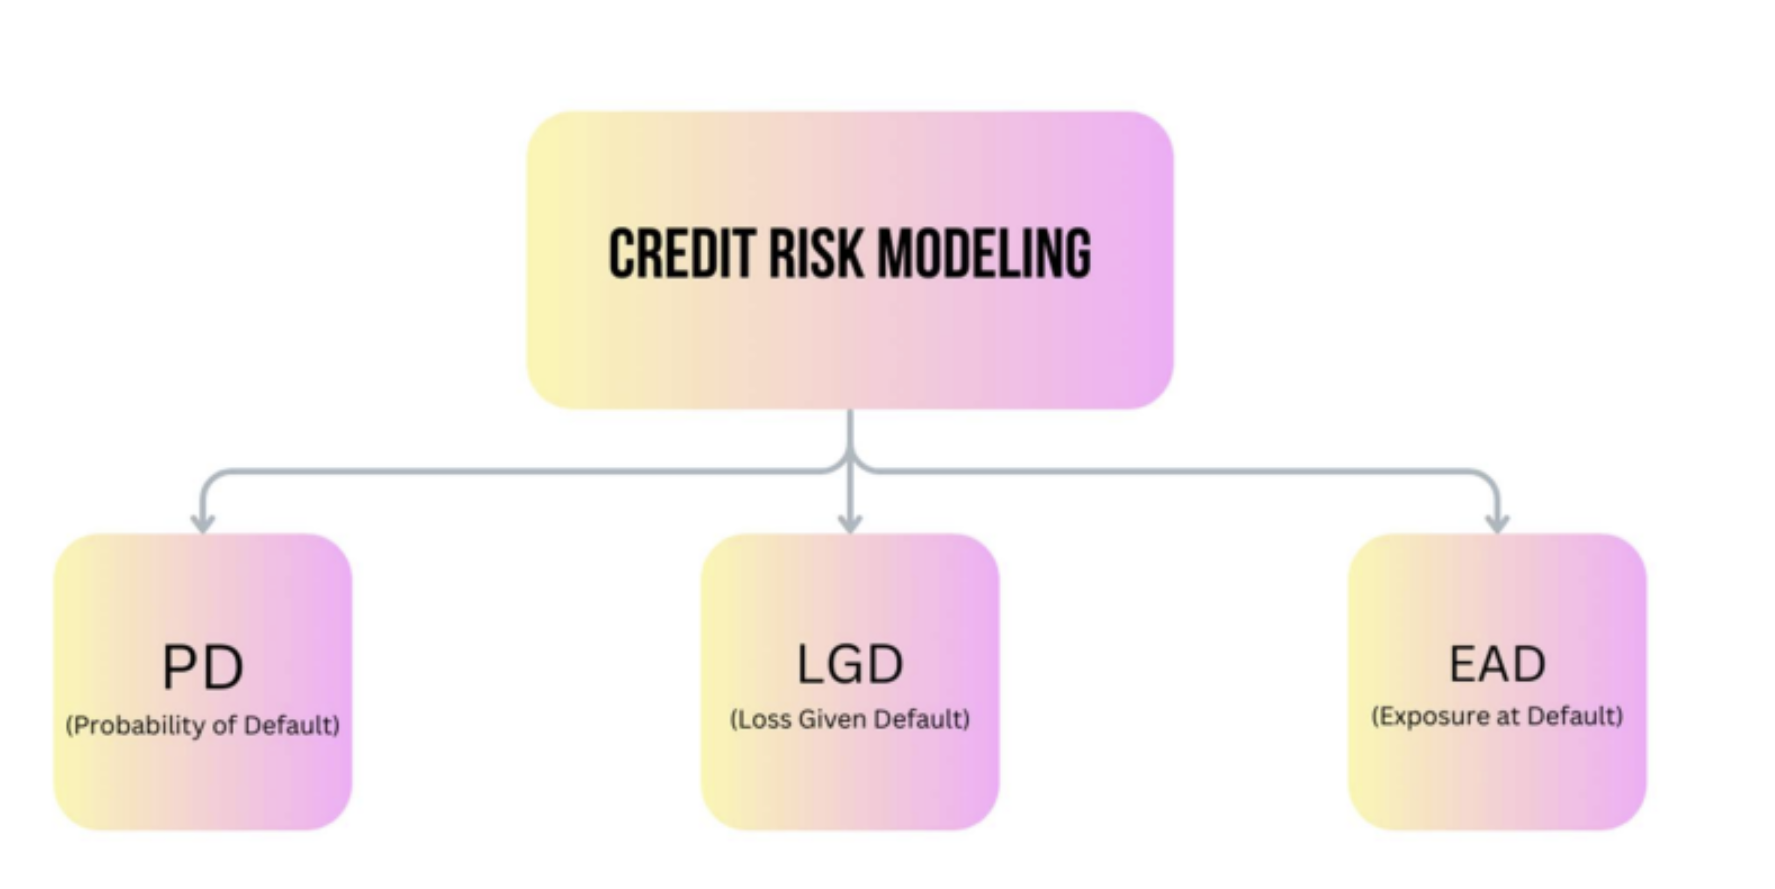 CREDIT RISK MODELING
PD
(Probability of Default)
LGD
(Loss Given Default)
EAD
(Exposure at Default)